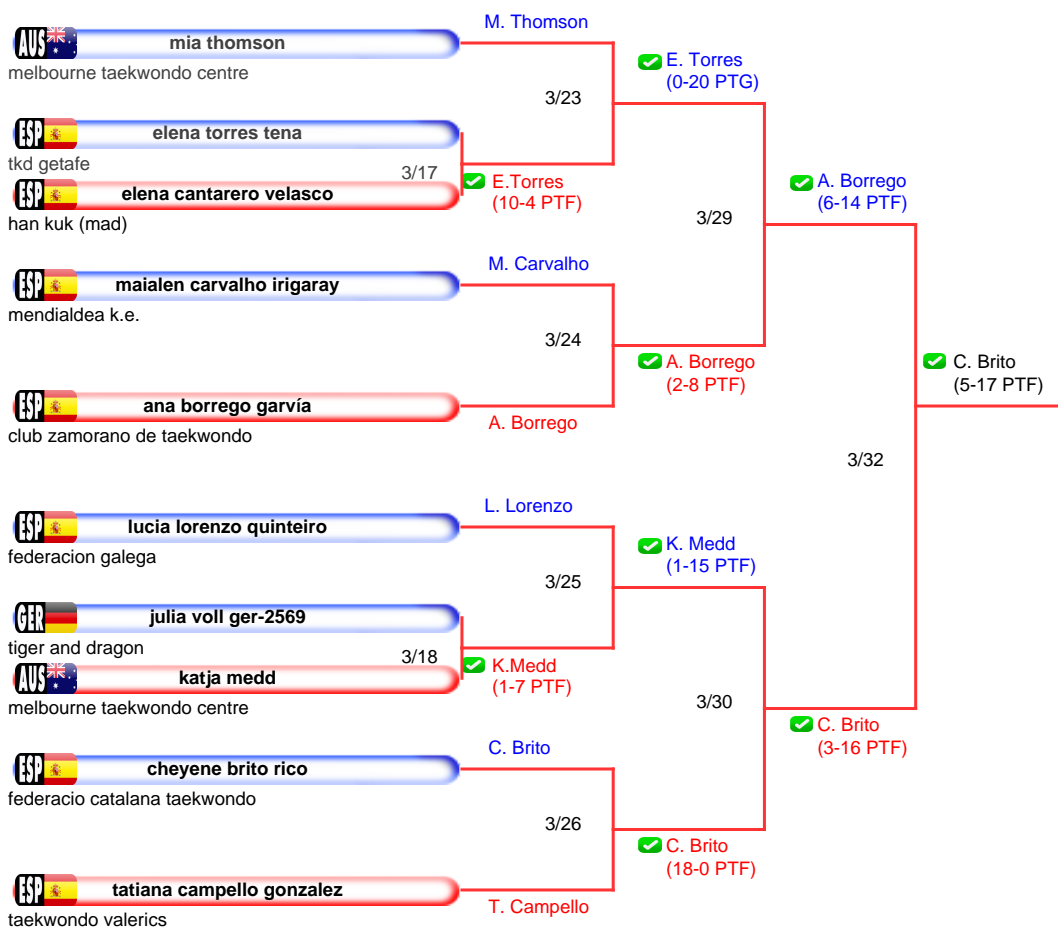 M. Thomson
AUS mia thomson
melbourne taekwondo centre
E. Torres
(0-20 PTG)
3/23
ESP elena torres tena
tkd getafe
3/17
E.Torres
(10-4 PTF)
ESP elena cantarero velasco
han kuk (mad)
A. Borrego
(6-14 PTF)
3/29
M. Carvalho
ESP maialen carvalho irigaray
mendialdea k.e.
3/24
A. Borrego
(2-8 PTF)
C. Brito
(5-17 PTF)
ESP ana borrego garvía
A. Borrego
club zamorano de taekwondo
3/32
L. Lorenzo
ESP lucia lorenzo quinteiro
federacion galega
K. Medd
(1-15 PTF)
3/25
GER julia voll ger-2569
tiger and dragon
3/18
K.Medd
(1-7 PTF)
AUS katja medd
melbourne taekwondo centre
3/30
C. Brito
(3-16 PTF)
C. Brito
ESP cheyene brito rico
federacio catalana taekwondo
3/26
C. Brito
(18-0 PTF)
ESP tatiana campello gonzalez
T. Campello
taekwondo valerics